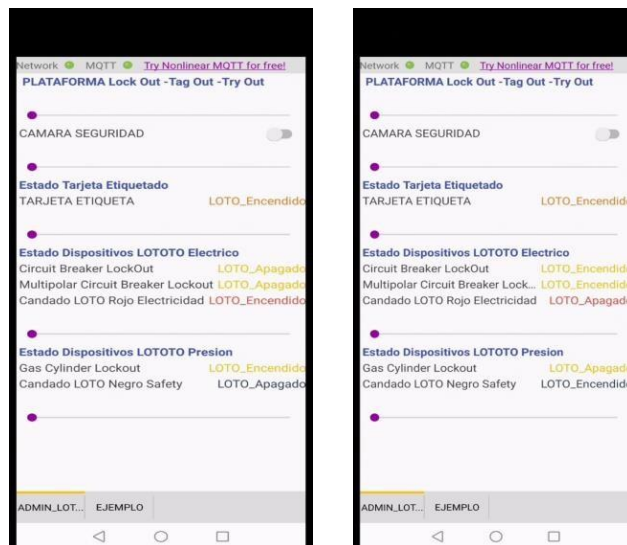 Network MQTT Try Nonlinear MQTT for free!
PLATAFORMA Lock Out -Tag Out -Try Out
CAMARA SEGURIDAD
Estado Tarjeta Etiquetado
TARJETA ETIQUETA LOTO_Encendido
Estado Dispositivos LOTOTO Electrico
Circuit Breaker LockOut LOTO_Apagado
Multipolar Circuit Breaker Lockout LOTO_Apagado
Candado LOTO Rojo Electricidad LOTO_Encendido
Estado Dispositivos LOTOTO Presion
Gas Cylinder Lockout LOTO_Encendido
Candado LOTO Negro Safety LOTO_Apagado
ADMIN_LOT... EJEMPLO
Network MQTT Try Nonlinear MQTT for free!
PLATAFORMA Lock Out -Tag Out -Try Out
CAMARA SEGURIDAD
Estado Tarjeta Etiquetado
TARJETA ETIQUETA LOTO_Encendido
Estado Dispositivos LOTOTO Electrico
Circuit Breaker LockOut LOTO_Encendido
Multipolar Circuit Breaker Lock... LOTO_Encendido
Candado LOTO Rojo Electricidad LOTO_Apagado
Estado Dispositivos LOTOTO Presion
Gas Cylinder Lockout LOTO_Apagado
Candado LOTO Negro Safety LOTO_Encendido
ADMIN_LOT... EJEMPLO